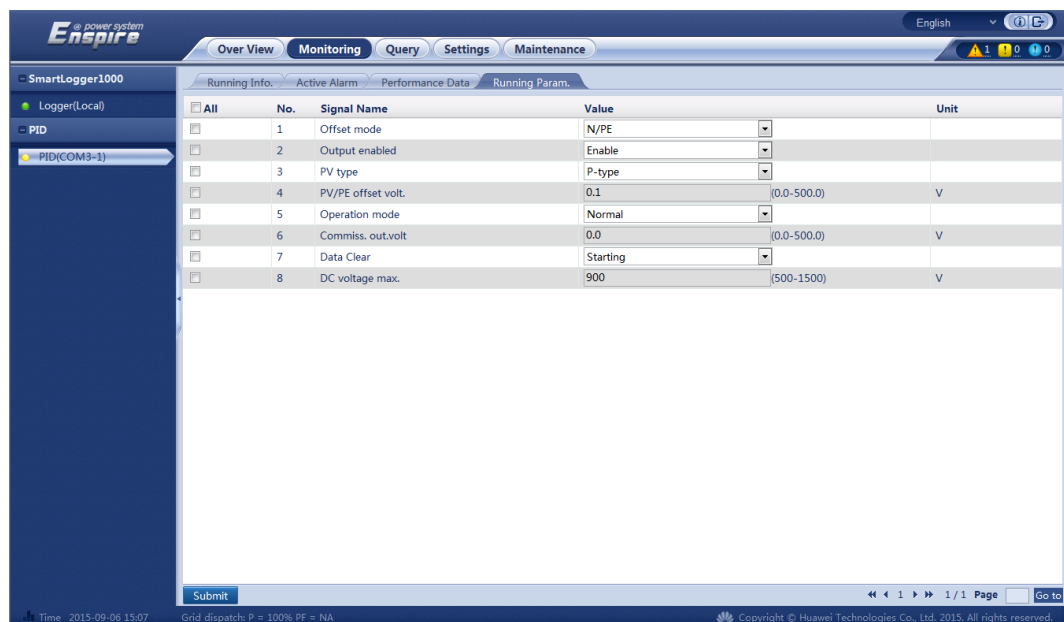 @ power system
Enspire
English
Over View Monitoring Query Settings Maintenance
1 0 0
SmartLogger1000
Logger(Local)
PID
PID(COM3-1)
Running Info. Active Alarm Performance Data Running Param.
All No. Signal Name Value Unit
1 Offset mode N/PE
2 Output enabled Enable
3 PV type P-type
4 PV/PE offset volt. 0.1 (0.0-500.0) V
5 Operation mode Normal
6 Commiss. out.volt 0.0 (0.0-500.0) V
7 Data Clear Starting
8 DC voltage max. 900 (500-1500) V
Submit 1 1 / 1 Page Go to
Time 2015-09-06 15:07 Grid dispatch: P = 100% PF = NA Copyright © Huawei Technologies Co., Ltd. 2015. All rights reserved.